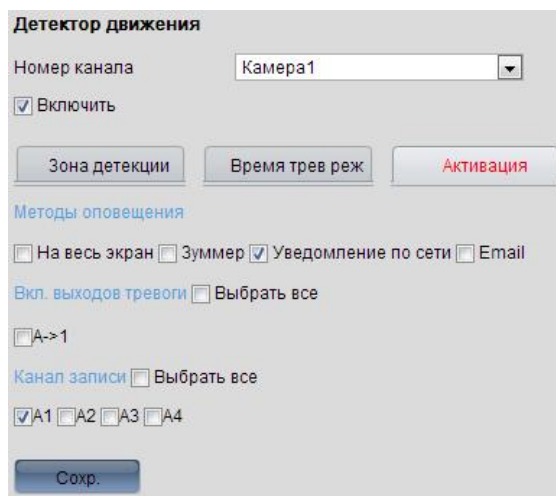 Детектор движения
Номер канала Камера1
Включить
Зона детекции Время трев реж Активация
Методы оповещения
На весь экран Зуммер Уведомление по сети Email
Вкл. выходов тревоги Выбрать все
A->1
Канал записи Выбрать все
A1 A2 A3 A4
Сохр.